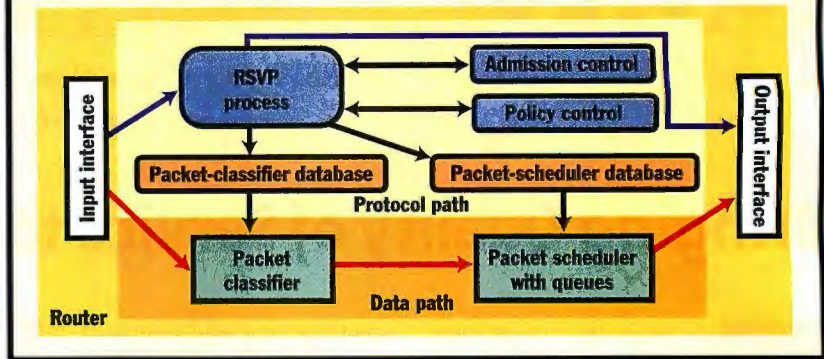 RSVP
process
Admission control
Policy control
Input interface
Output interface
Packet-classifier database
Packet-scheduler database
Protocol path
Packet
classifier
Packet scheduler
with queues
Data path
Router